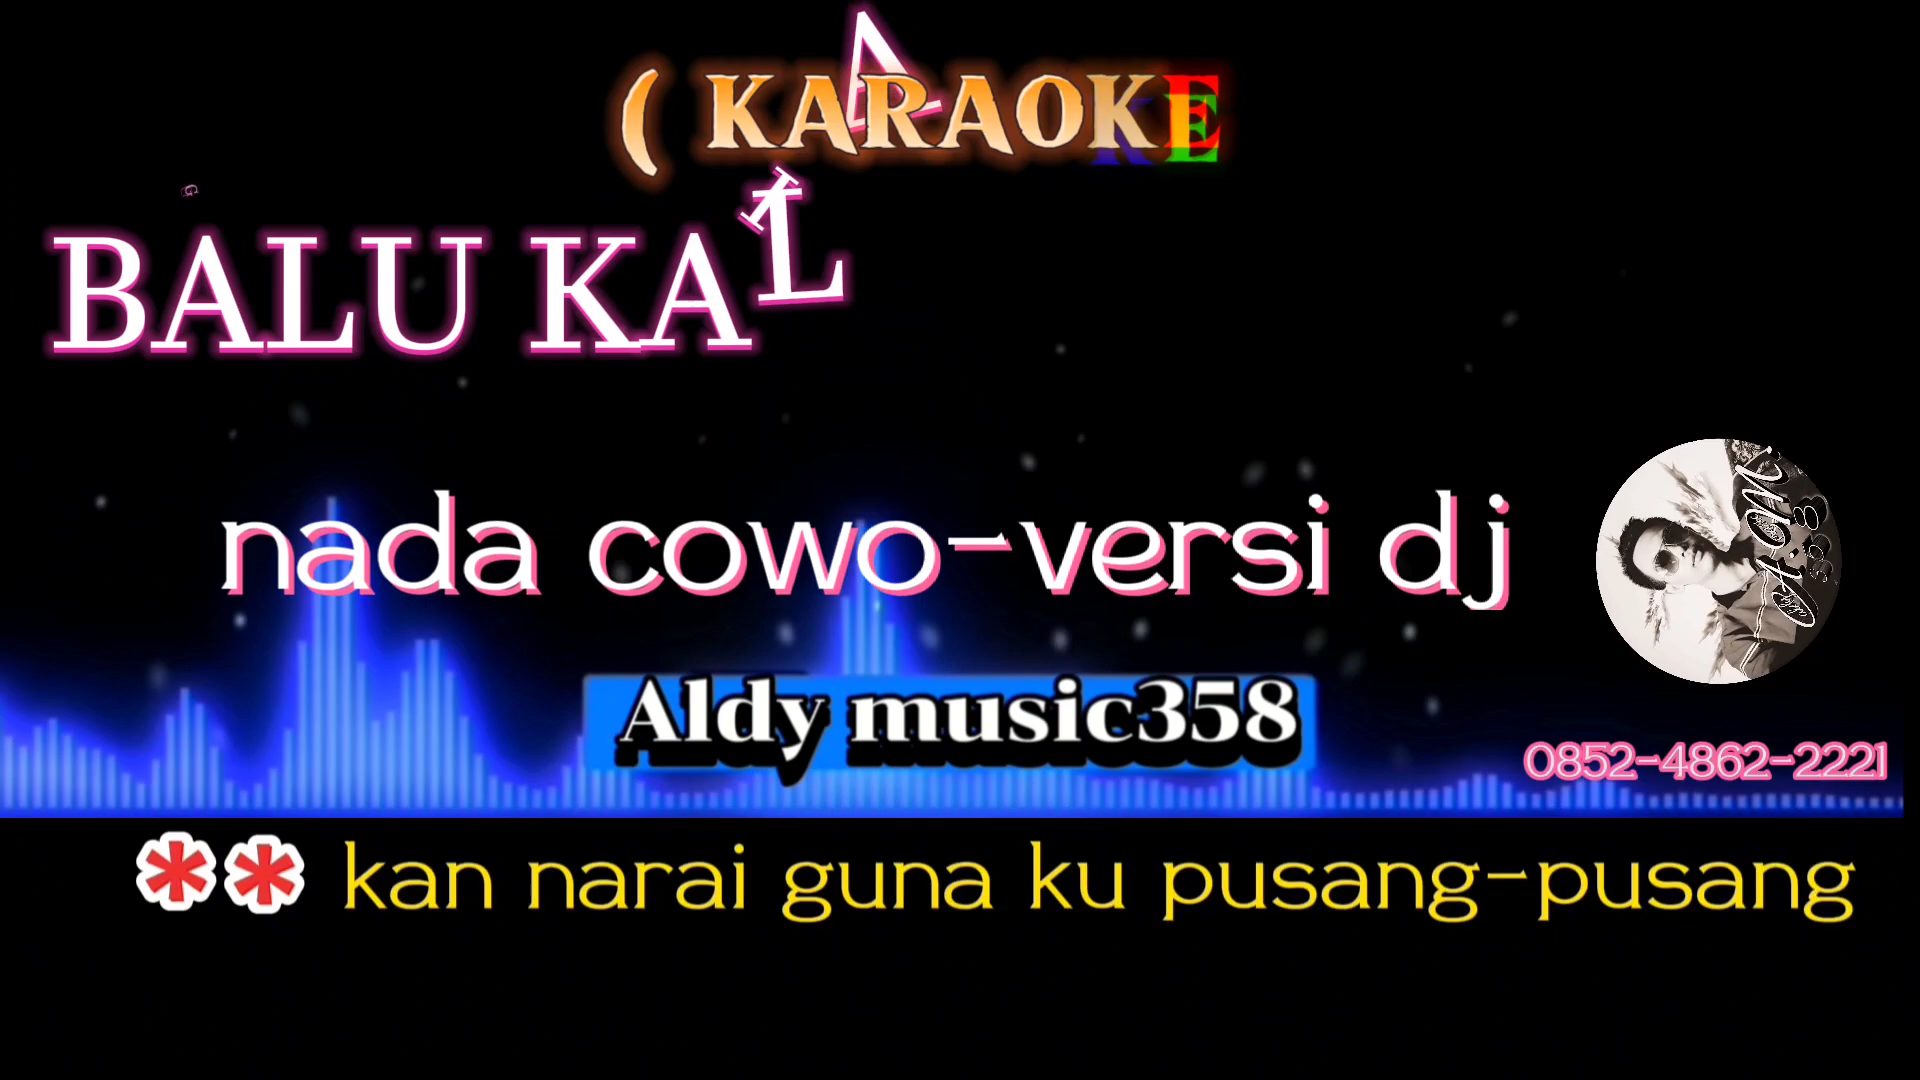 ( KARAOKE
BALU KAL
nada cowo-versi dj
Aldy music358
0852-4862-2221
** kan narai guna ku pusang-pusang